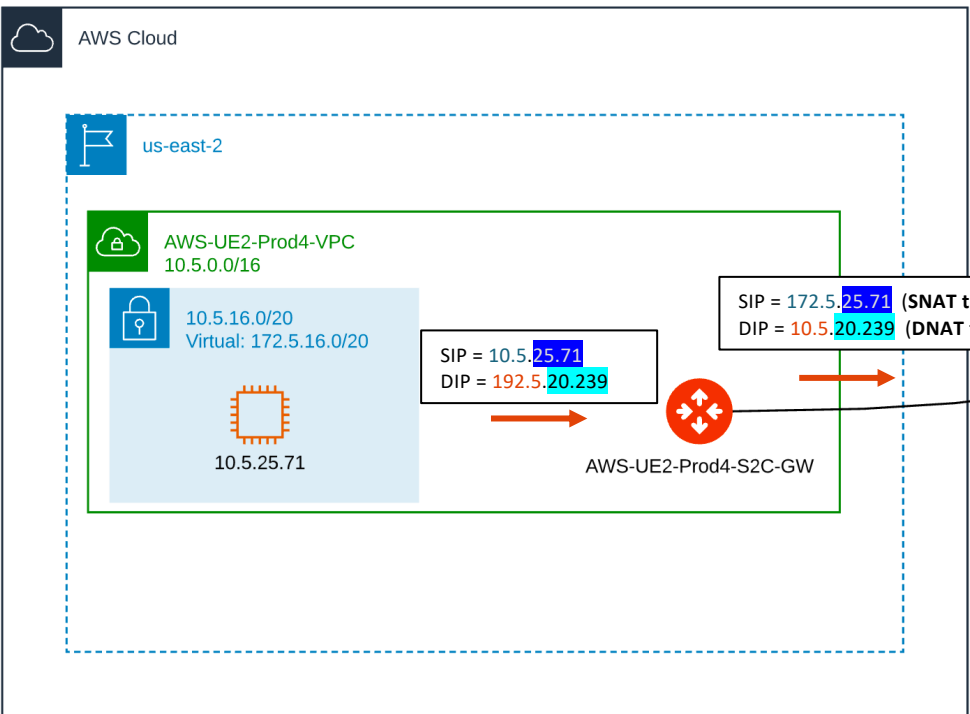 AWS Cloud
us-east-2
AWS-UE2-Prod4-VPC
10.5.0.0/16
10.5.16.0/20
Virtual: 172.5.16.0/20
10.5.25.71
SIP = 10.5.25.71
DIP = 192.5.20.239
AWS-UE2-Prod4-S2C-GW
SIP = 172.5.25.71 (SNAT
DIP = 10.5.20.239 (DNAT